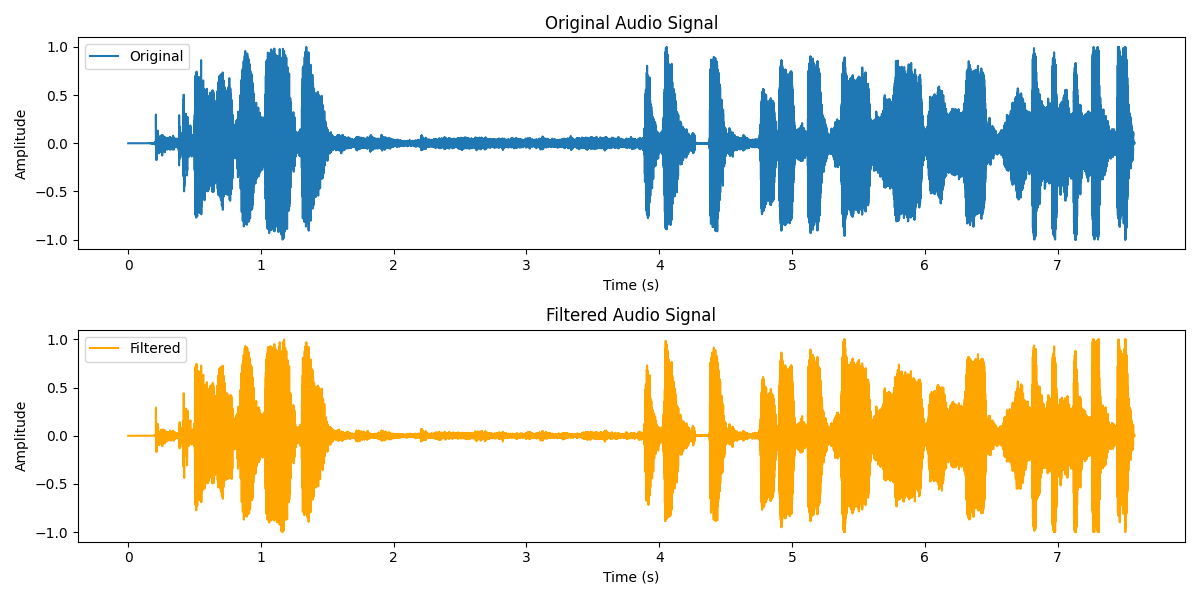 Original Audio Signal
1.0
0.5
0.0
−0.5
−1.0
Amplitude
Original
0 1 2 3 4 5 6 7
Time (s)
Filtered Audio Signal
1.0
0.5
0.0
−0.5
−1.0
Amplitude
Filtered
0 1 2 3 4 5 6 7
Time (s)